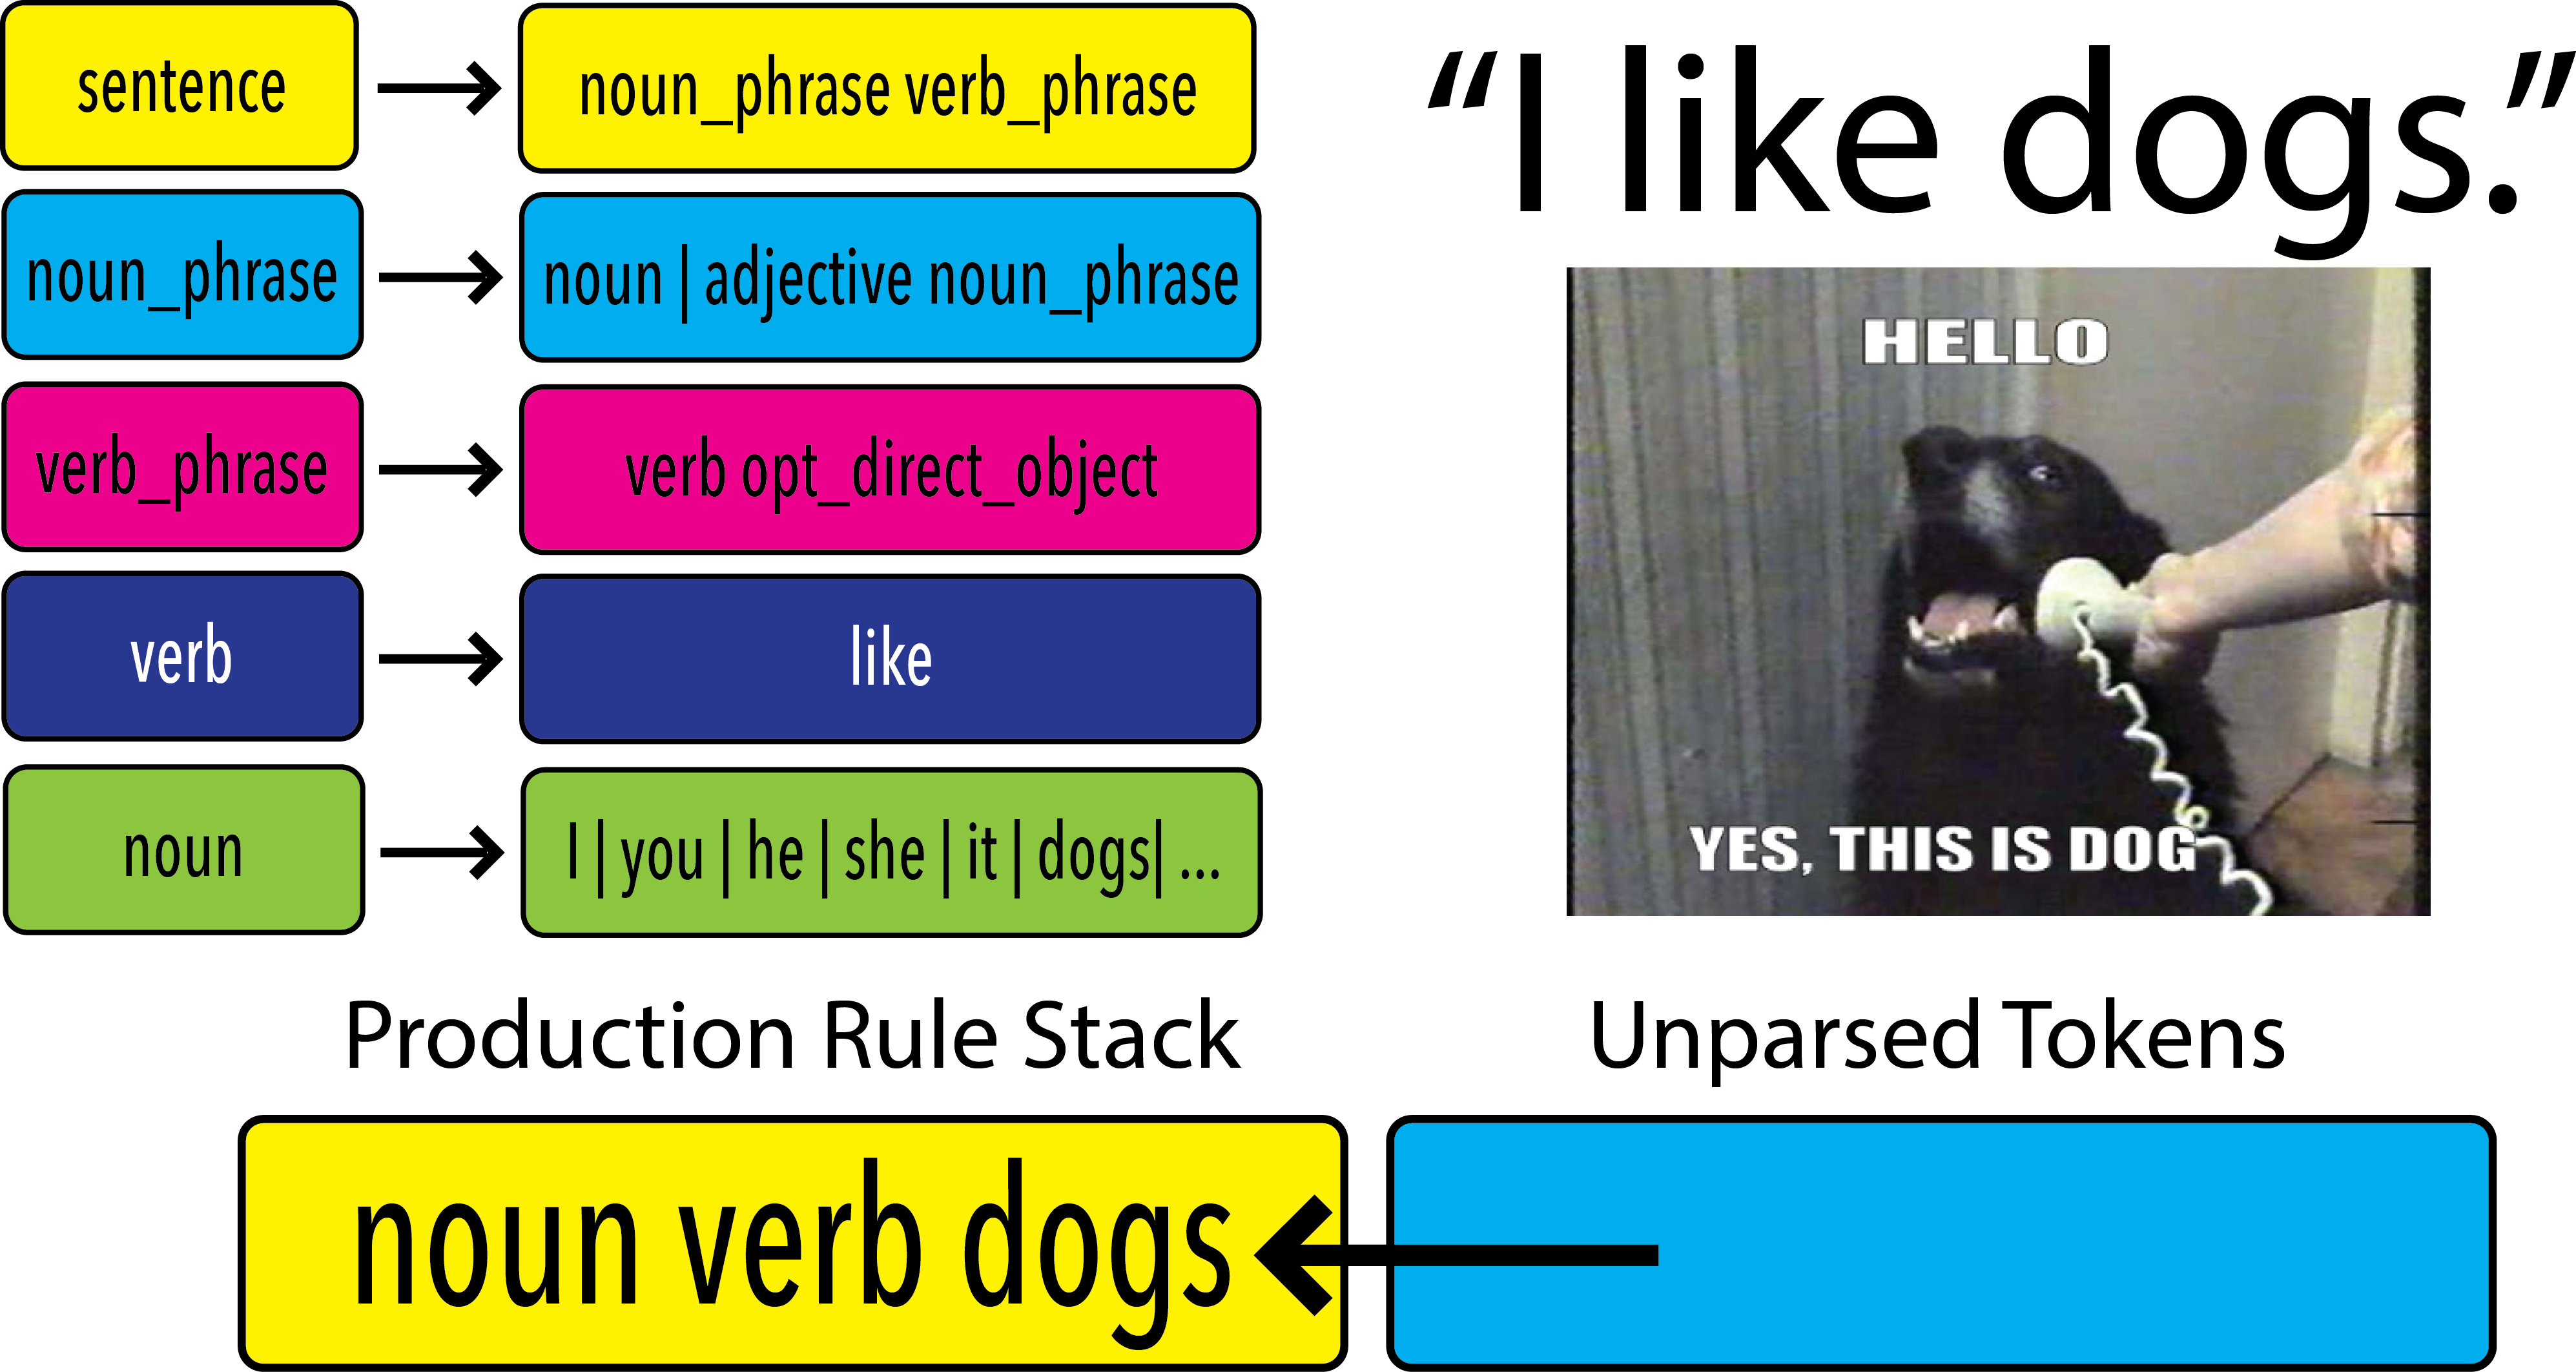 sentence
noun_phrase verb_phrase
noun_phrase
noun | adjective noun_phrase
verb_phrase
verb opt_direct_object
verb
like
noun
I | you | he | she | it | dogs| ...
“I like dogs.”
HELLO
YES, THIS IS DOG
Production Rule Stack
noun verb dogs
Unparsed Tokens